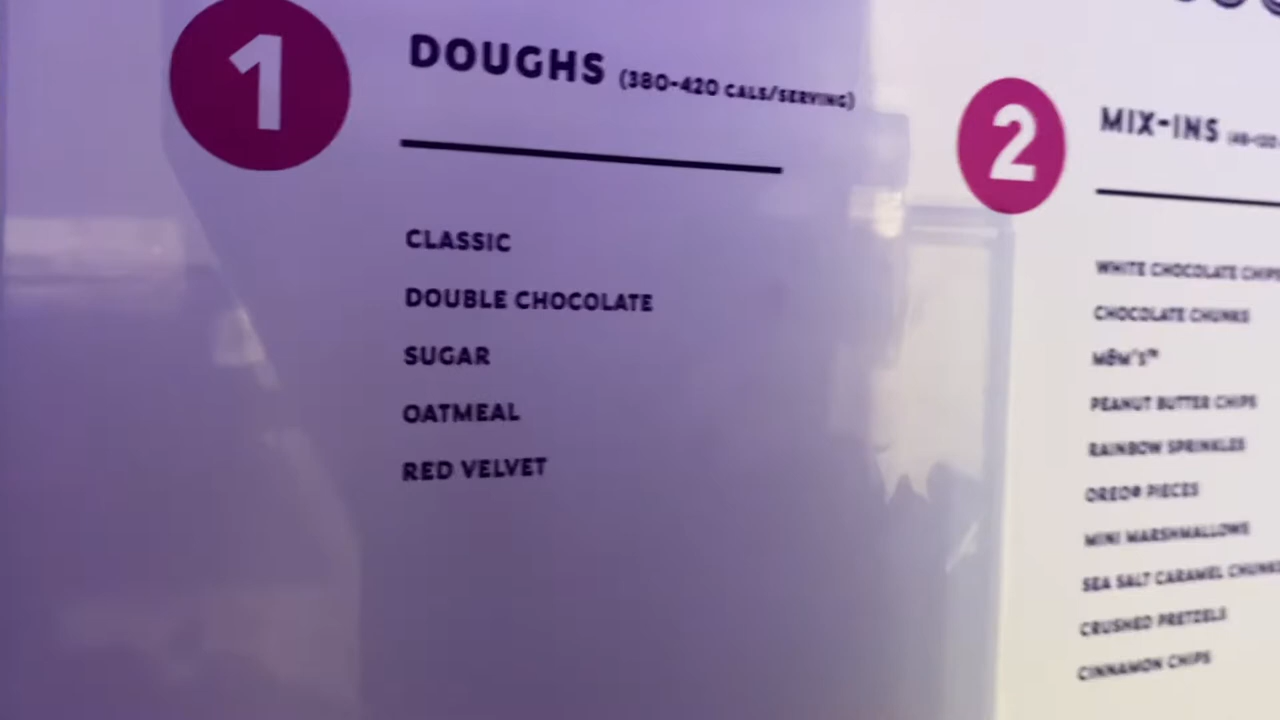 1
DOUGHS (380-420 CALS/SERVING)
CLASSIC
DOUBLE CHOCOLATE
SUGAR
OATMEAL
RED VELVET
2
MIX-INS
WHITE CHOCOLATE CHIPS
CHOCOLATE CHUNKS
M&M'S™
PEANUT BUTTER CHIPS
RAINBOW SPRINKLES
OREO® PIECES
MINI MARSHMALLOWS
SEA SALT CARAMEL CHUNKS
CRUSHED PRETZELS
CINNAMON CHIPS